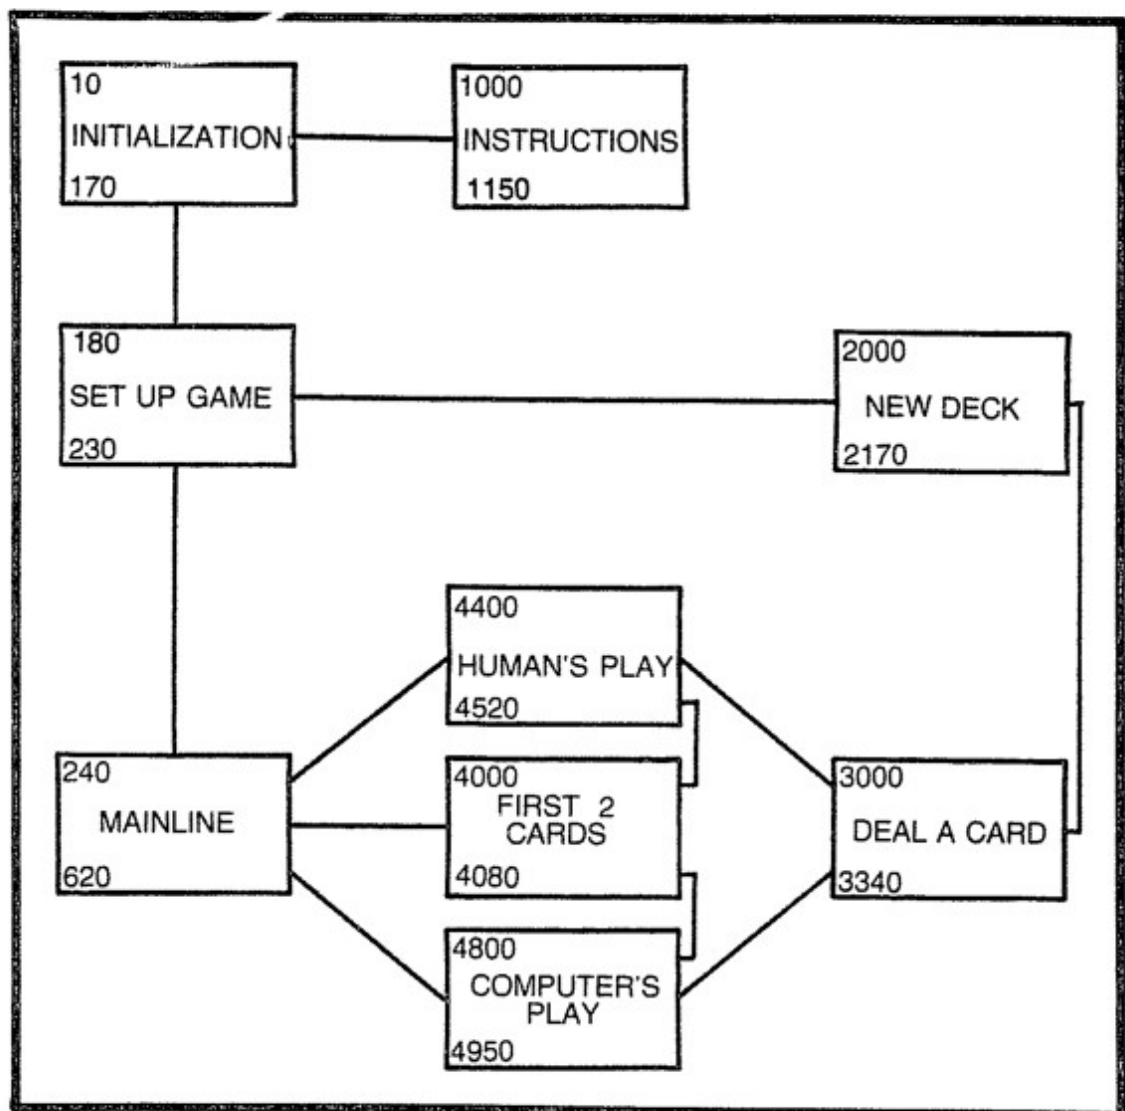 10
INITIALIZATION
170
1000
INSTRUCTIONS
1150
180
SET UP GAME
230
2000
NEW DECK
2170
4400
HUMAN'S PLAY
4520
240
MAINLINE
620
4000
FIRST 2
CARDS
4080
3000
DEAL A CARD
3340
4800
COMPUTER'S
PLAY
4950